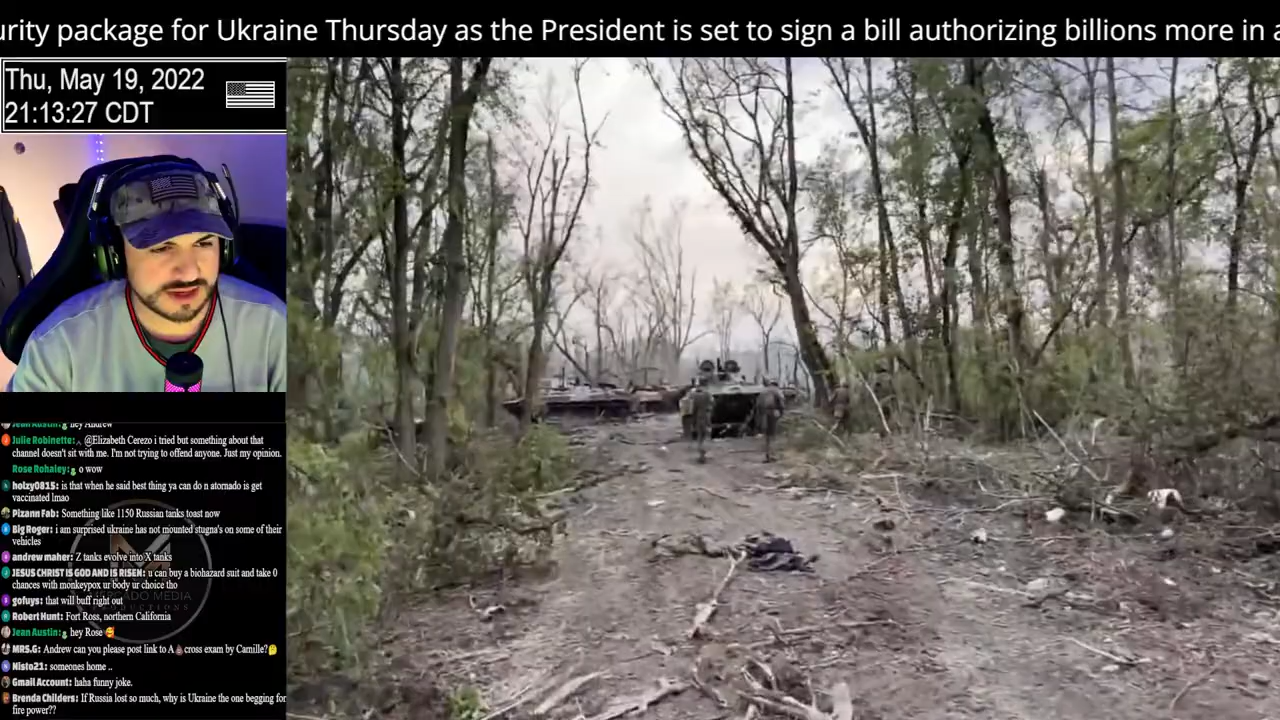 urity package for Ukraine Thursday as the President is set to sign a bill authorizing billions more in a
Thu, May 19, 2022
21:13:27 CDT
Jean Austin: hey Andrew
Julie Robinette: @Elizabeth Cerezo i tried but something about that
channel doesn't sit with me. I'm not trying to offend anyone. Just my opinion.
Rose Rohaley: o wow
holzy0815: is that when he said best thing ya can do n atornado is get
vaccinated lmao
Pizann Fab: Something like 1150 Russian tanks toast now
Big Roger: i am surprised ukraine has not mounted stugna's on some of their
vehicles
andrew maher: Z tanks evolve into X tanks
JESUS CHRIST IS GOD AND IS RISEN: u can buy a biohazard suit and take 0
chances with monkeypox ur body ur choice tho
gofuys: that will buff right out
Robert Hunt: Fort Ross, northern California
Jean Austin: hey Rose 🥰
MRS.G: Andrew can you please post link to A💩cross exam by Camille?🤔
Nisto21: someones home ..
Gmail Account: haha funny joke.
Brenda Childers: If Russia lost so much, why is Ukraine the one begging for
fire power??